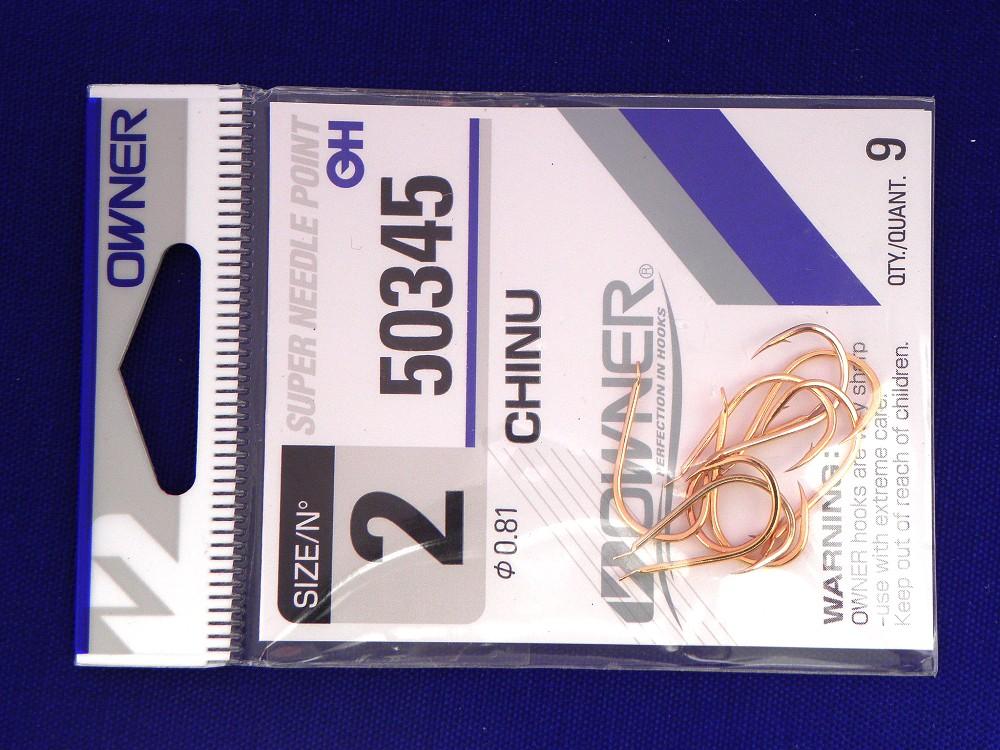 OWNER
SUPER NEEDLE POINT
GH
SIZE/N°
2
50345
CHINU
φ 0.81
OWNER®
PERFECTION IN HOOKS
QTY./QUANT. 9
WARNING:
OWNER hooks are very sharp
-use with extreme care.
Keep out of reach of children.